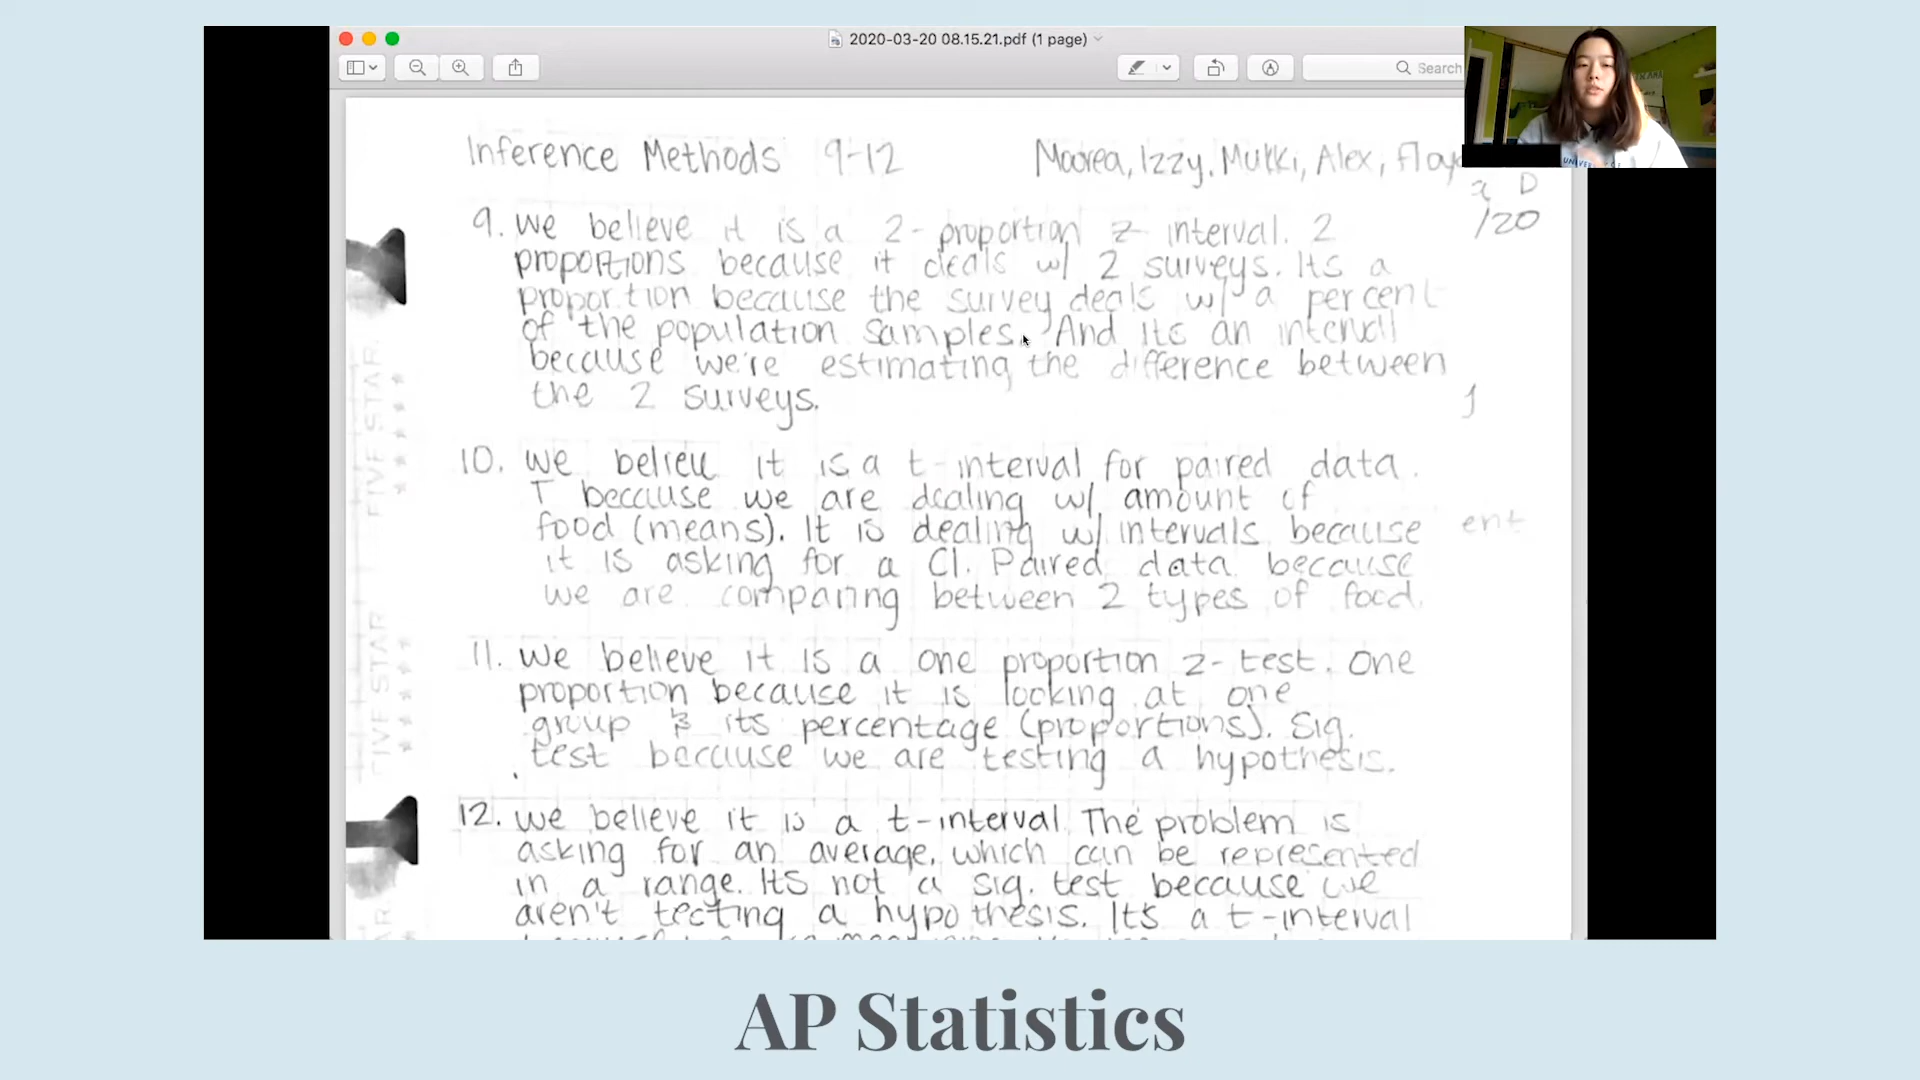 2020-03-20 08.15.21.pdf (1 page)
Search
Inference Methods 9-12
Moorea, Izzy, Mukki, Alex, Floy
D
/20
9. We believe it is a 2-proportion z interval. 2
proportions because it deals w/ 2 surveys. Its a
proportion because the survey deals w/ a percent
of the population samples. And its an intervall
because we're estimating the difference between
the 2 surveys.
10. We believe it is a t-interval for paired data.
T because we are dealing w/ amount of
food (means). It is dealing w/ intervals because
it is asking for a CI. Paired data because
we are comparing between 2 types of food.
ent
11. We believe it is a one proportion z-test. One
proportion because it is looking at one
group & its percentage (proportions). Sig.
test because we are testing a hypothesis.
12. We believe it is a t-interval. The problem is
asking for an average, which can be represented
in a range. Its not a sig. test because we
aren't testing a hypothesis. It's a t-interval
FIVE STAR
FIVE STAR
AP Statistics